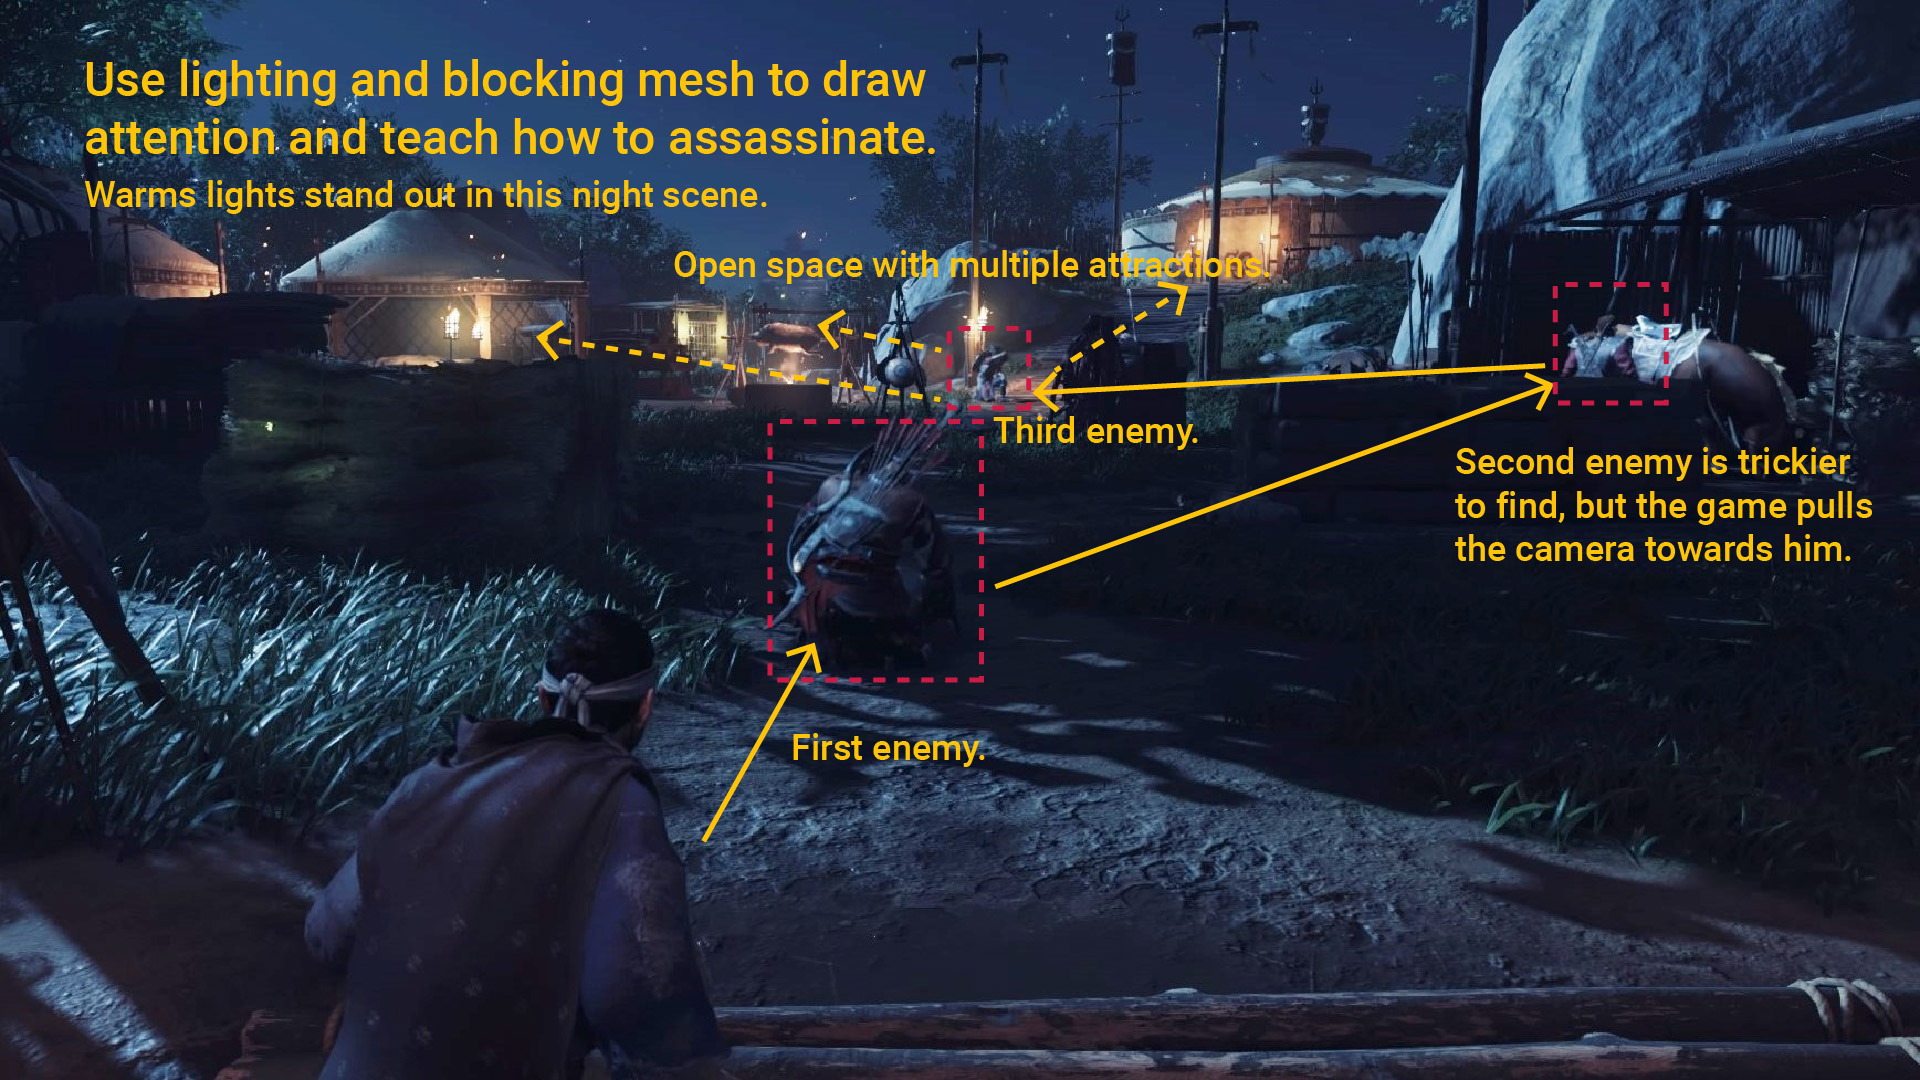 Use lighting and blocking mesh to draw
attention and teach how to assassinate.
Warms lights stand out in this night scene.
Open space with multiple attractions.
Third enemy.
Second enemy is trickier
to find, but the game pulls
the camera towards him.
First enemy.